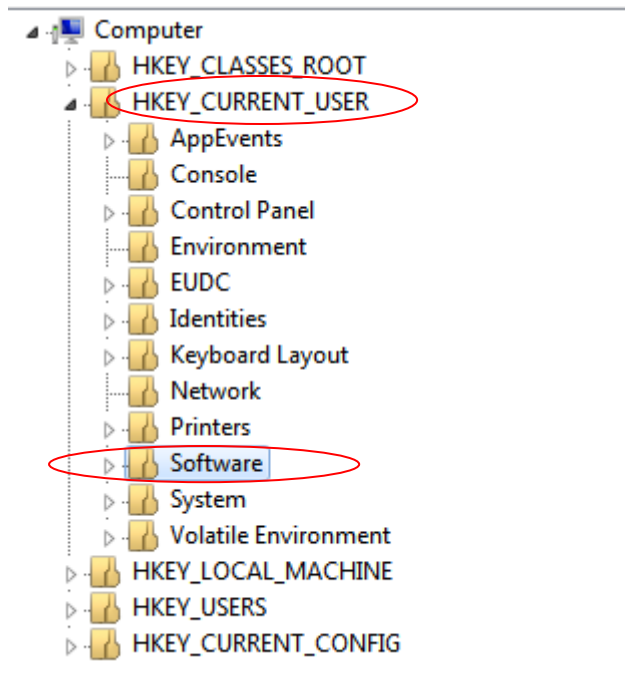 Computer
HKEY_CLASSES_ROOT
HKEY_CURRENT_USER
AppEvents
Console
Control Panel
Environment
EUDC
Identities
Keyboard Layout
Network
Printers
Software
System
Volatile Environment
HKEY_LOCAL_MACHINE
HKEY_USERS
HKEY_CURRENT_CONFIG